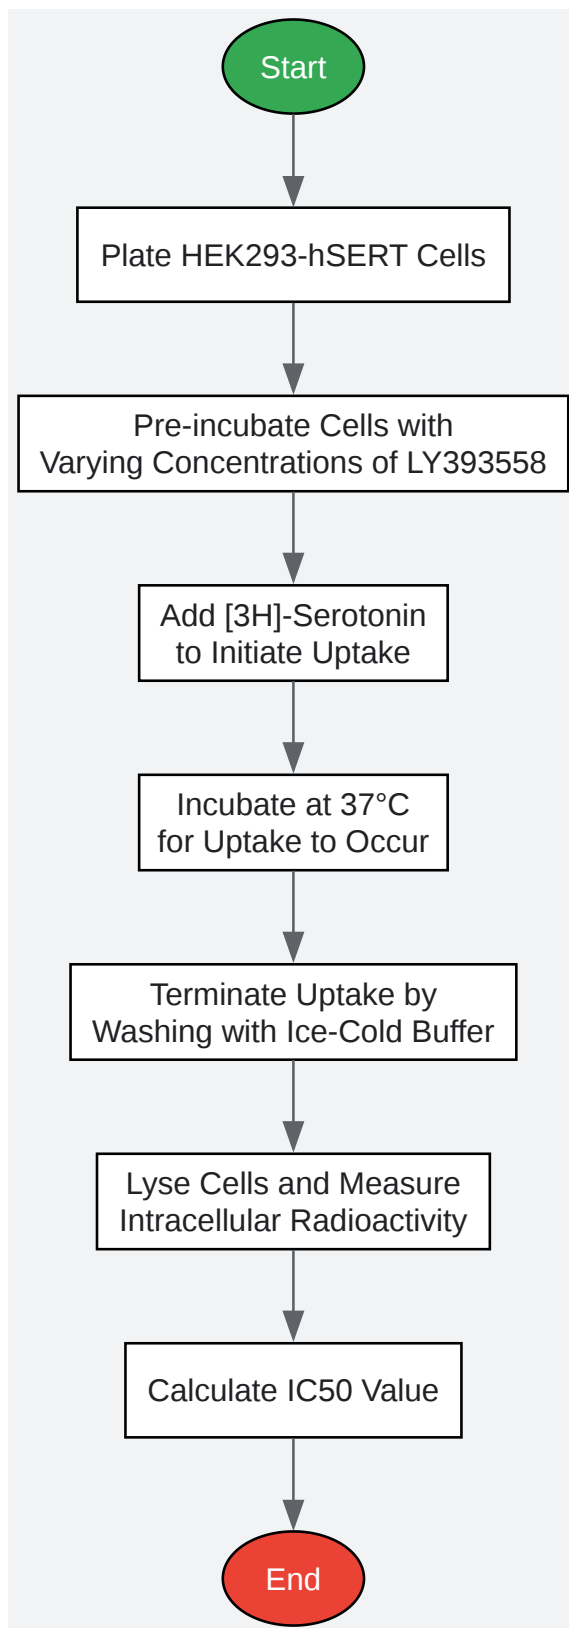 Start
Plate HEK293-hSERT Cells
Pre-incubate Cells with
Varying Concentrations of LY393558
Add [3H]-Serotonin
to Initiate Uptake
Incubate at 37°C
for Uptake to Occur
Terminate Uptake by
Washing with Ice-Cold Buffer
Lyse Cells and Measure
Intracellular Radioactivity
Calculate IC50 Value
End